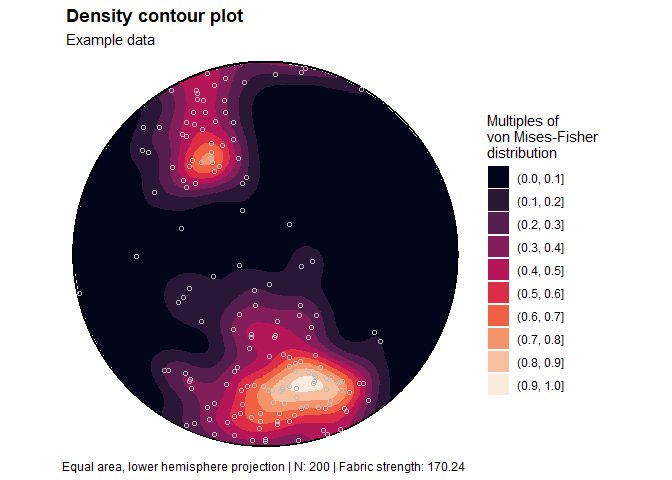 Density contour plot
Example data
Multiples of
von Mises-Fisher
distribution
(0.0, 0.1]
(0.1, 0.2]
(0.2, 0.3]
(0.3, 0.4]
(0.4, 0.5]
(0.5, 0.6]
(0.6, 0.7]
(0.7, 0.8]
(0.8, 0.9]
(0.9, 1.0]
Equal area, lower hemisphere projection | N: 200 | Fabric strength: 170.24